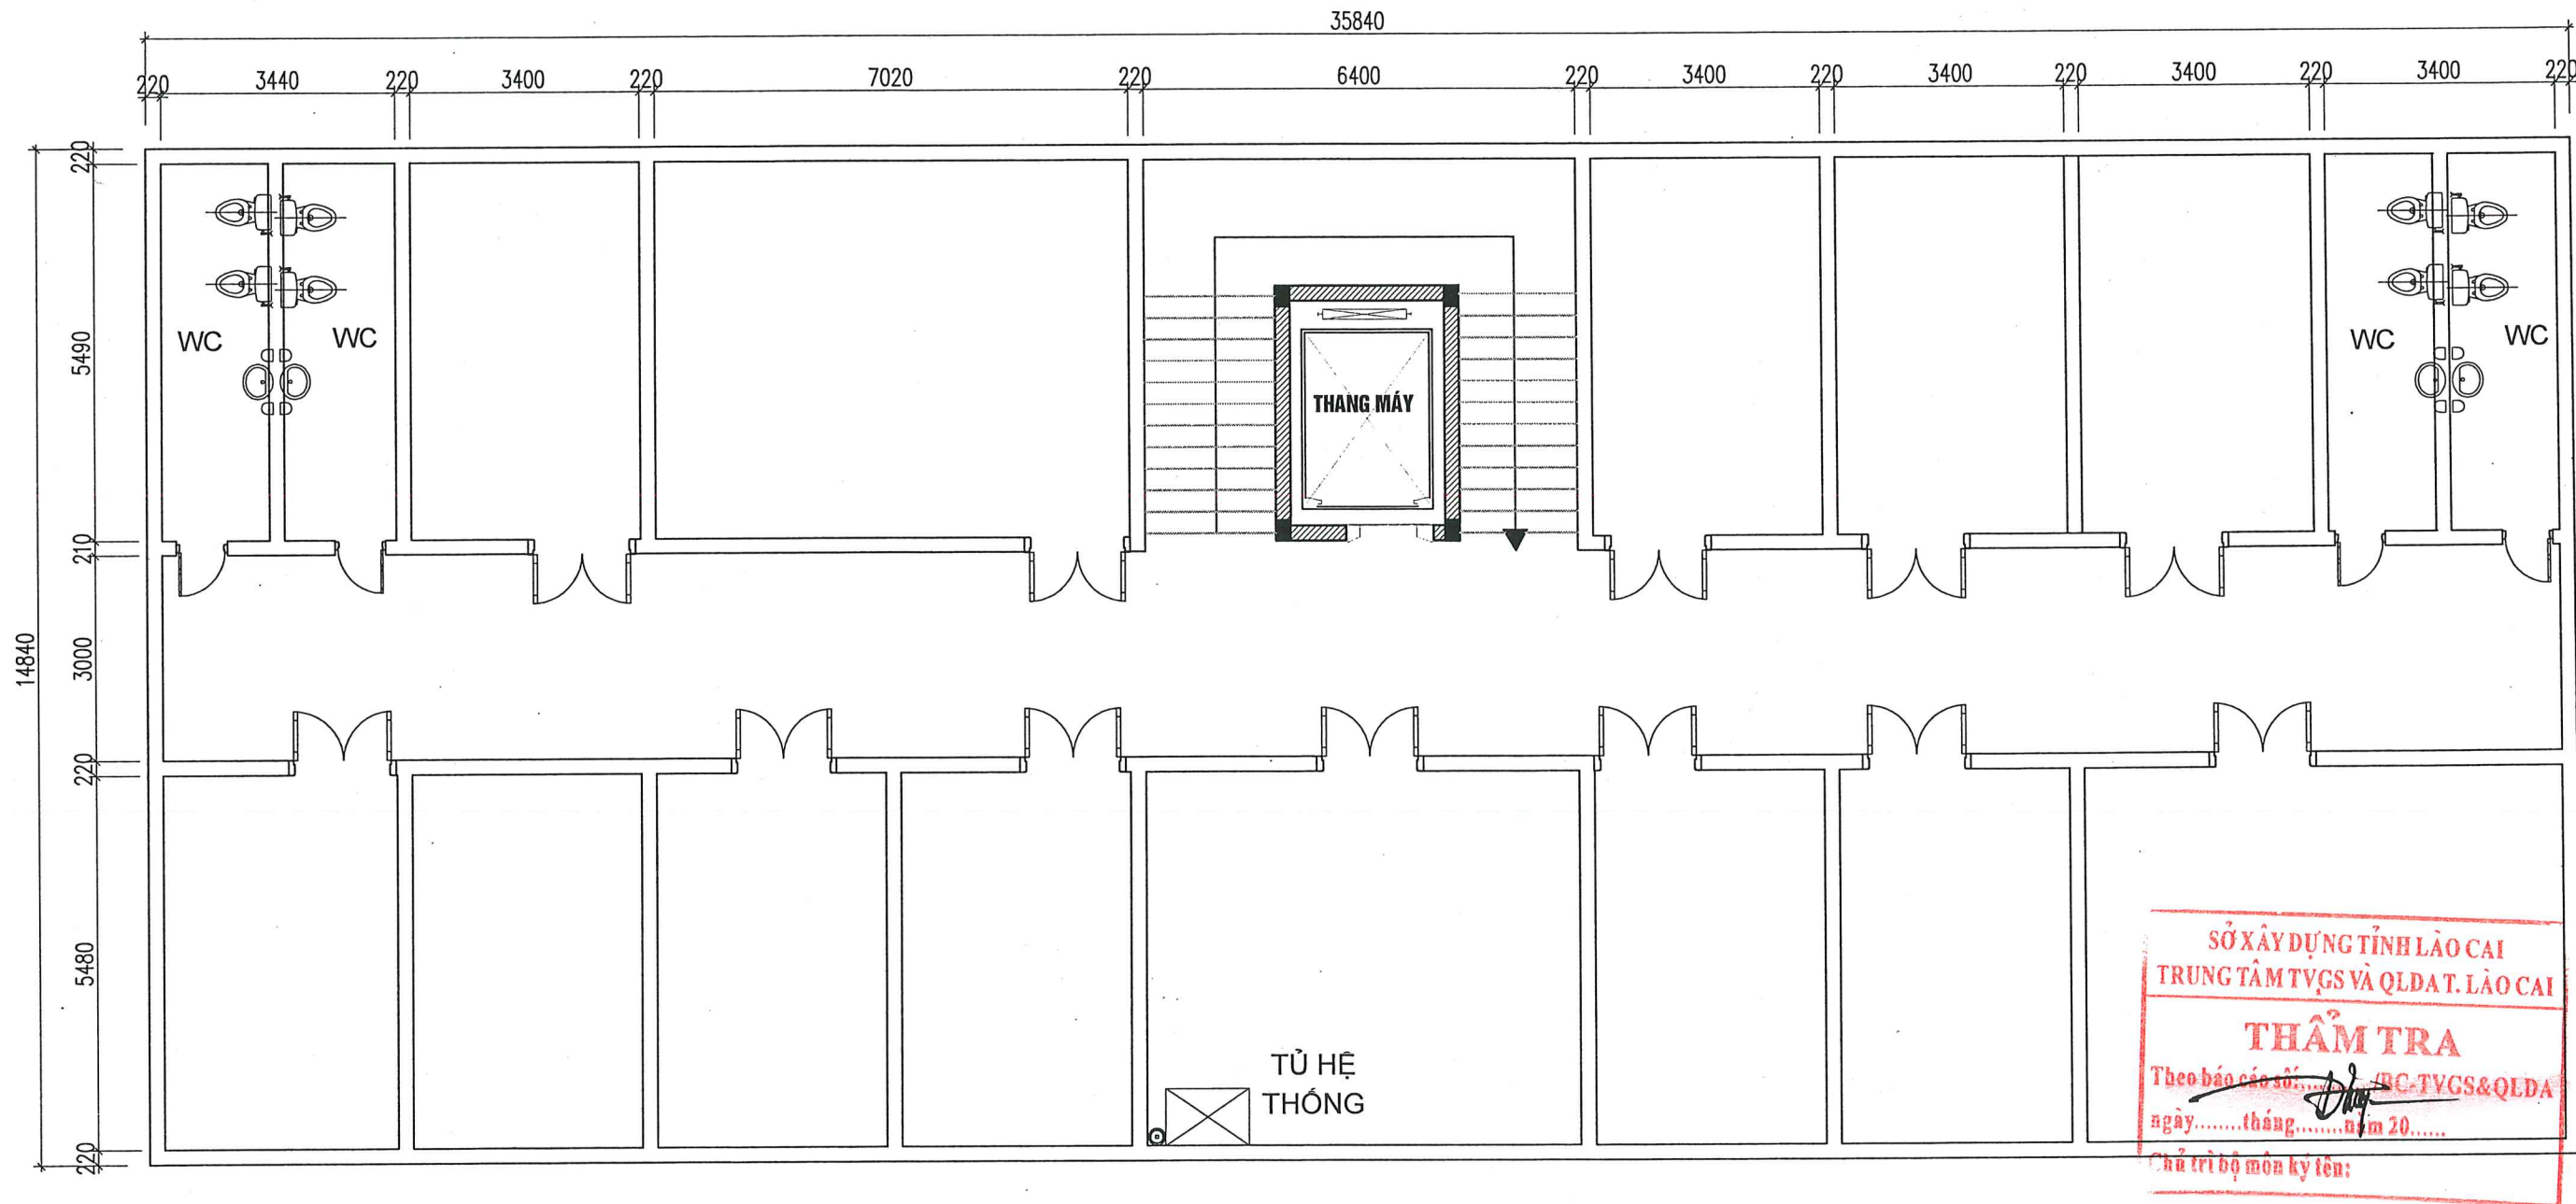 35840
220 3440 220 3400 220 7020 220 6400 220 3400 220 3400 220 3400 220 3400 220
220
5490
210
3000
220
5480
220
14840
WC
WC
THANG MÁY
WC
WC
TỦ HỆ
THỐNG
SỞ XÂY DỰNG TỈNH LÀO CAI
TRUNG TÂM TVGS VÀ QLDA T. LÀO CAI
THẨM TRA
Theo báo cáo số:............/BC-TVGS&QLDA
ngày........tháng........năm 20......
Chủ trì bộ môn ký tên: